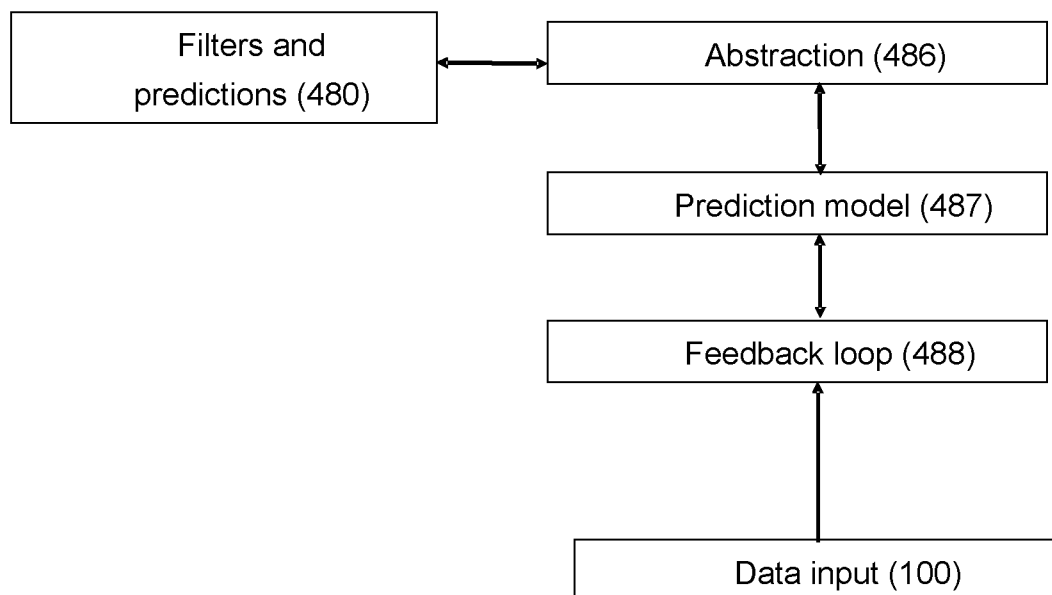 Filters and
predictions (480)
Abstraction (486)
Prediction model (487)
Feedback loop (488)
Data input (100)